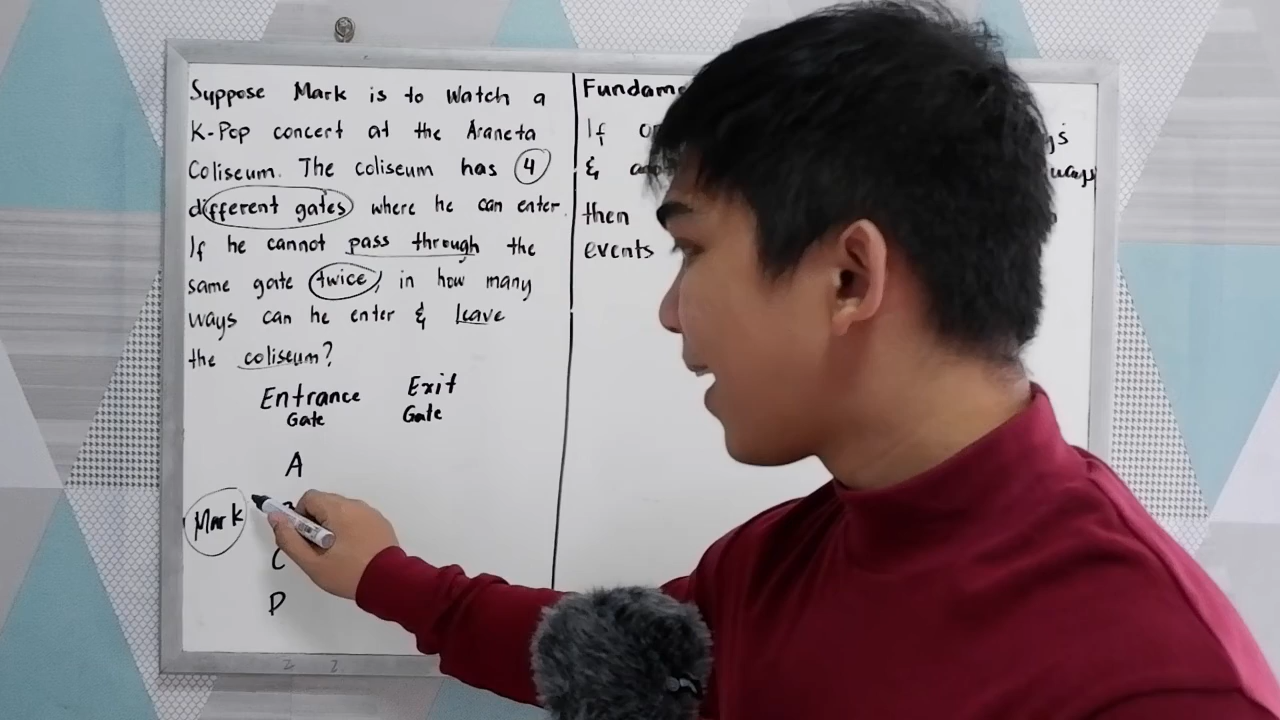 Suppose Mark is to Watch a
K-Pop concert at the Araneta
Coliseum. The coliseum has 4
different gates where he can enter.
If he cannot pass through the
same gate twice, in how many
ways can he enter & leave
the coliseum?
Entrance Exit
Gate Gate
A
Mark
C
D
If
&
then
events